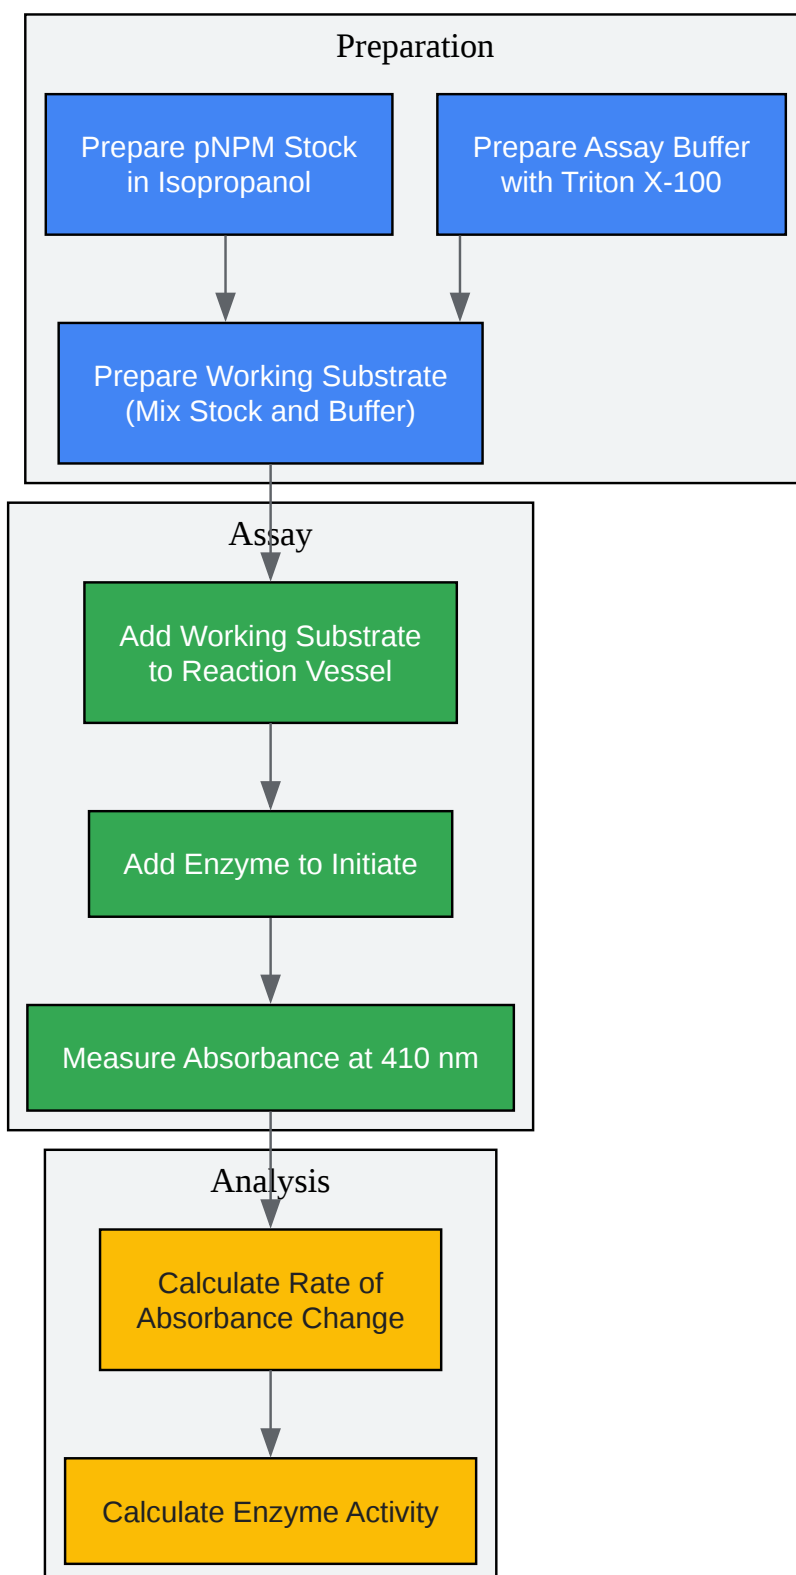 Preparation
Prepare pNPM Stock
in Isopropanol
Prepare Assay Buffer
with Triton X-100
Prepare Working Substrate
(Mix Stock and Buffer)
Assay
Add Working Substrate
to Reaction Vessel
Add Enzyme to Initiate
Measure Absorbance at 410 nm
Analysis
Calculate Rate of
Absorbance Change
Calculate Enzyme Activity